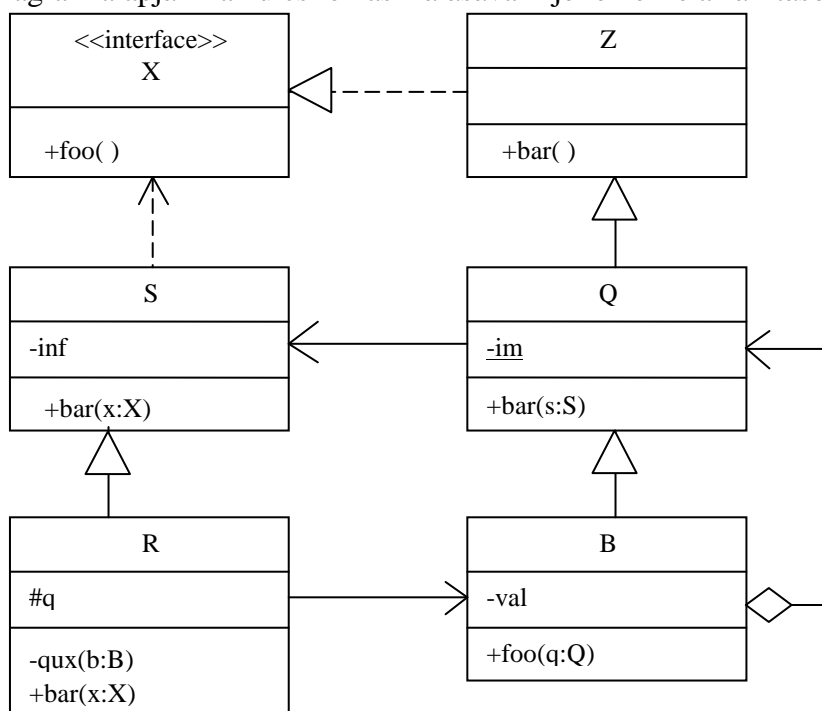 <<interface>>
X
+foo( )
Z
+bar( )
S
-inf
+bar(x:X)
Q
-im
+bar(s:S)
R
#q
-qux(b:B)
+bar(x:X)
B
-val
+foo(q:Q)